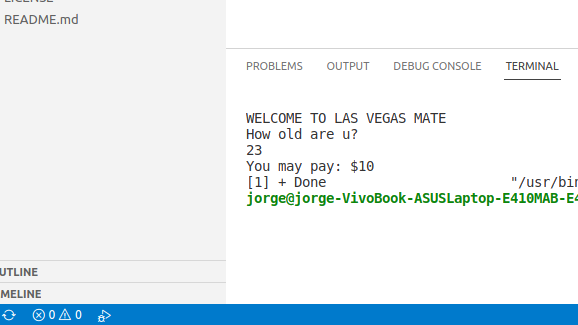 README.md
PROBLEMS OUTPUT DEBUG CONSOLE TERMINAL
WELCOME TO LAS VEGAS MATE
How old are u?
23
You may pay: $10
[1] + Done "/usr/bin
jorge@jorge-VivoBook-ASUSLaptop-E410MAB-E4
UTLINE
MELINE
0 0